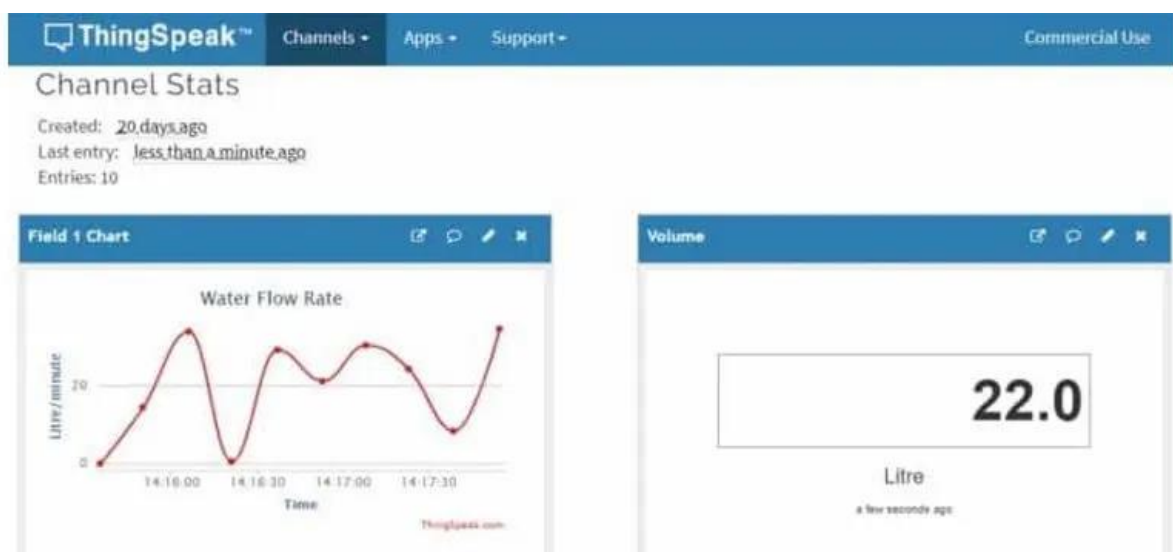 ThingSpeak™ Channels Apps Support Commercial Use
Channel Stats
Created: 20 days ago
Last entry: less than a minute ago
Entries: 10
Field 1 Chart
Water Flow Rate
Litre/minute
20
0
14:16:00 14:16:30 14:17:00 14:17:30
Time
ThingSpeak.com
Volume
22.0
Litre
a few seconds ago